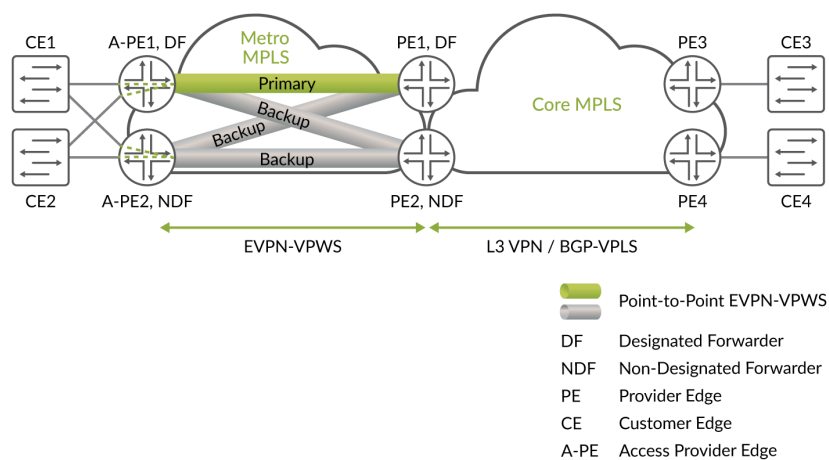 CE1
A-PE1, DF
Metro
MPLS
PE1, DF
PE3
CE3
Primary
Backup
Core MPLS
Backup
Backup
CE2
A-PE2, NDF
PE2, NDF
PE4
CE4
EVPN-VPWS
L3 VPN / BGP-VPLS
Point-to-Point EVPN-VPWS
DF Designated Forwarder
NDF Non-Designated Forwarder
PE Provider Edge
CE Customer Edge
A-PE Access Provider Edge